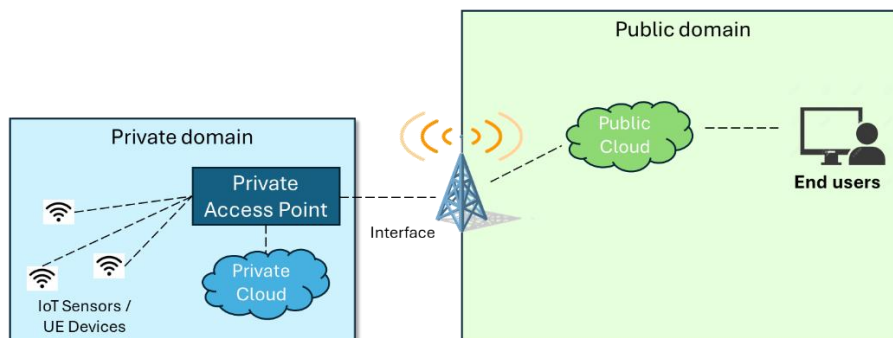 Public domain
Private domain
Private
Access Point
Interface
Private
Cloud
IoT Sensors /
UE Devices
Public
Cloud
End users